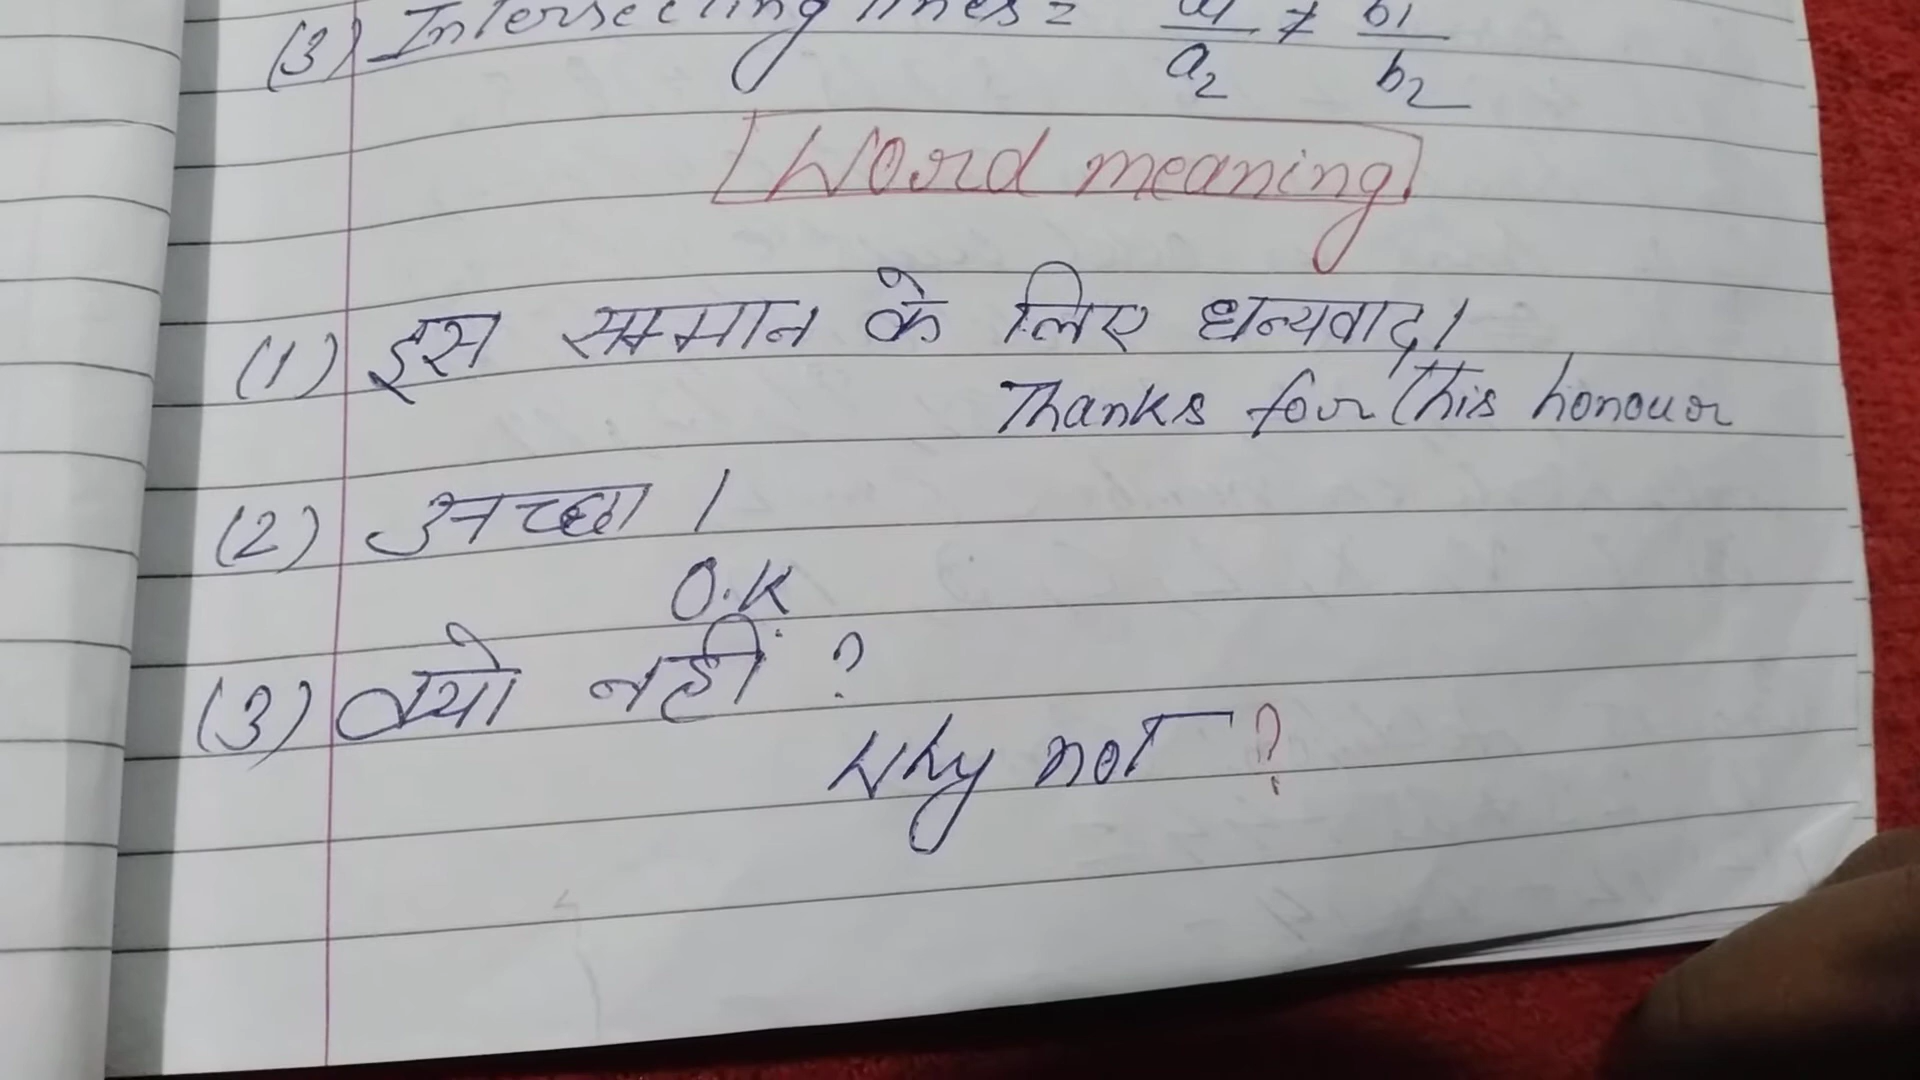 (3) Intersecting lines = a1/a2 ≠ b1/b2
Word meaning
(1) इस सम्मान के लिए धन्यवाद।
Thanks for this honour
(2) अच्छा।
O.K
(3) क्यो नहीं ?
Why not ?